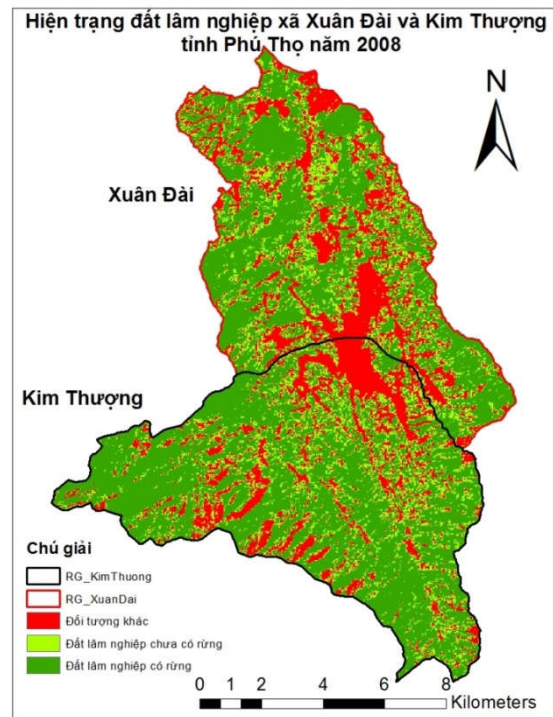 Hiện trạng đất lâm nghiệp xã Xuân Đài và Kim Thượng
tỉnh Phú Thọ năm 2008
N
Xuân Đài
Kim Thượng
Chú giải
RG_KimThuong
RG_XuanDai
Đối tượng khác
Đất lâm nghiệp chưa có rừng
Đất lâm nghiệp có rừng
0 1 2 4 6 8
Kilometers